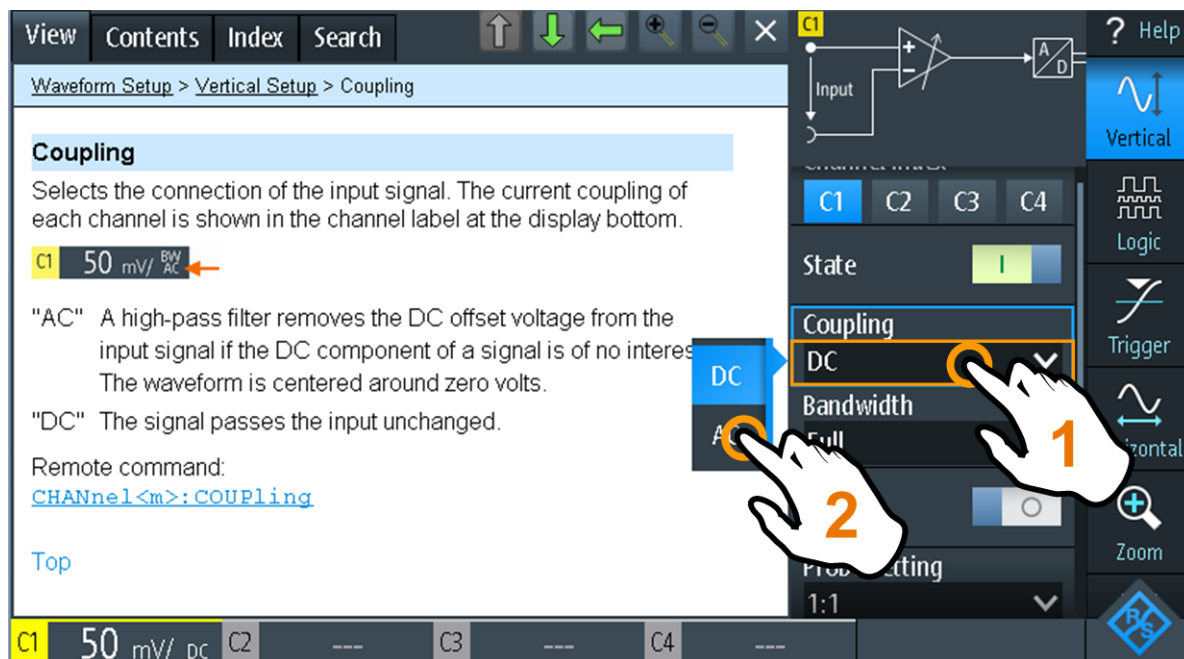 View Contents Index Search
Waveform Setup > Vertical Setup > Coupling
Coupling
Selects the connection of the input signal. The current coupling of
each channel is shown in the channel label at the display bottom.
C1 50 mV/ BW
AC
"AC" A high-pass filter removes the DC offset voltage from the
input signal if the DC component of a signal is of no interes
The waveform is centered around zero volts.
"DC" The signal passes the input unchanged.
Remote command:
CHANnel<m>:COUPling
Top
DC
AC
2
C1
Input
+
-
A/D
C1 C2 C3 C4
State
I
Coupling
DC
Bandwidth
Full
1
1:1
? Help
Vertical
Logic
Trigger
zontal
Zoom
R/S
C1 50 mV/ DC C2 --- C3 --- C4 ---